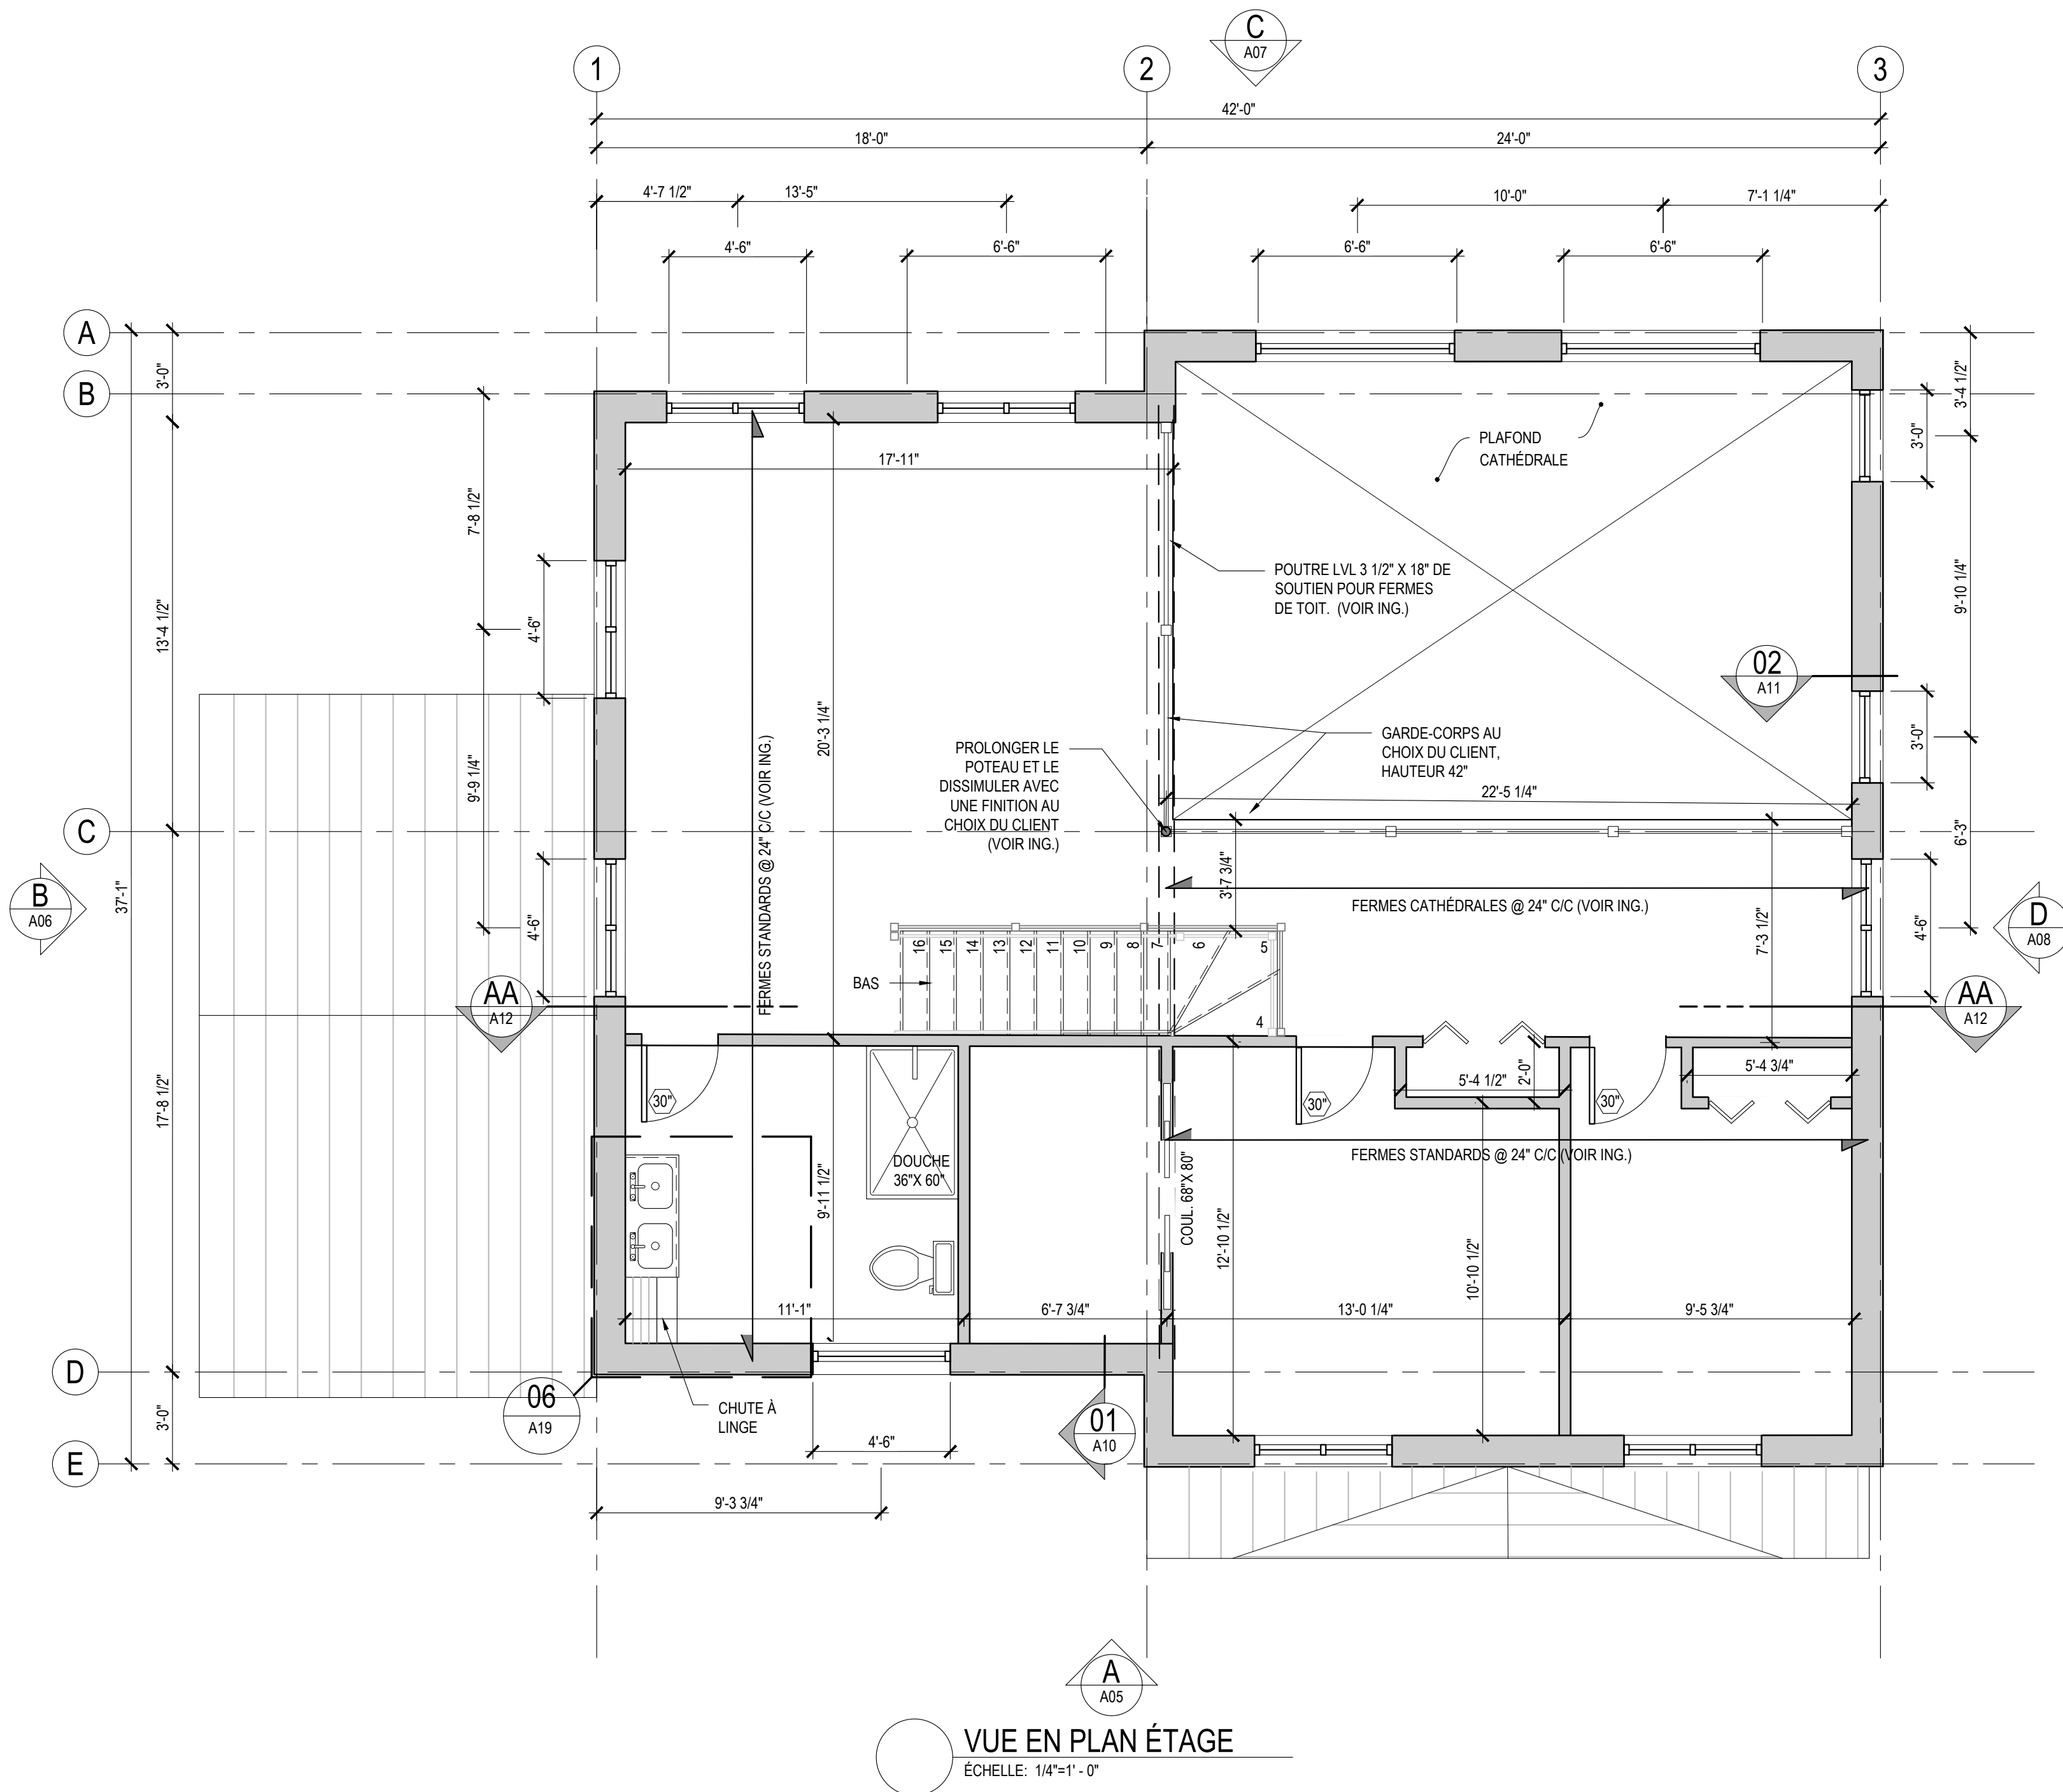 C
A07
1
2
3
42'-0"
18'-0"
24'-0"
4'-7 1/2"
13'-5"
10'-0"
7'-1 1/4"
4'-6"
6'-6"
6'-6"
6'-6"
A
B
3'-0"
3'-4 1/2"
3'-0"
PLAFOND
CATHÉDRALE
17'-11"
7'-8 1/2"
13'-4 1/2"
4'-6"
9'-10 1/4"
POUTRE LVL 3 1/2" X 18" DE
SOUTIEN POUR FERMES
DE TOIT. (VOIR ING.)
02
A11
20'-3 1/4"
FERMES STANDARDS @ 24" C/C (VOIR ING.)
PROLONGER LE
POTEAU ET LE
DISSIMULER AVEC
UNE FINITION AU
CHOIX DU CLIENT
(VOIR ING.)
GARDE-CORPS AU
CHOIX DU CLIENT,
HAUTEUR 42"
3'-0"
22'-5 1/4"
9'-9 1/4"
C
6'-3"
3'-7 3/4"
B
A06
37'-1"
4'-6"
FERMES CATHÉDRALES @ 24" C/C (VOIR ING.)
7'-3 1/2"
4'-6"
D
A08
16
15
14
13
12
11
10
9
8
7
6
5
4
BAS
AA
A12
AA
A12
17'-8 1/2"
30"
30"
30"
5'-4 1/2"
2'-0"
5'-4 3/4"
DOUCHE
36"X 60"
9'-11 1/2"
COUL. 68"X 80"
FERMES STANDARDS @ 24" C/C (VOIR ING.)
12'-10 1/2"
10'-10 1/2"
11'-1"
6'-7 3/4"
13'-0 1/4"
9'-5 3/4"
D
3'-0"
06
A19
CHUTE À
LINGE
01
A10
4'-6"
E
9'-3 3/4"
A
A05
VUE EN PLAN ÉTAGE
ÉCHELLE: 1/4"=1' - 0"